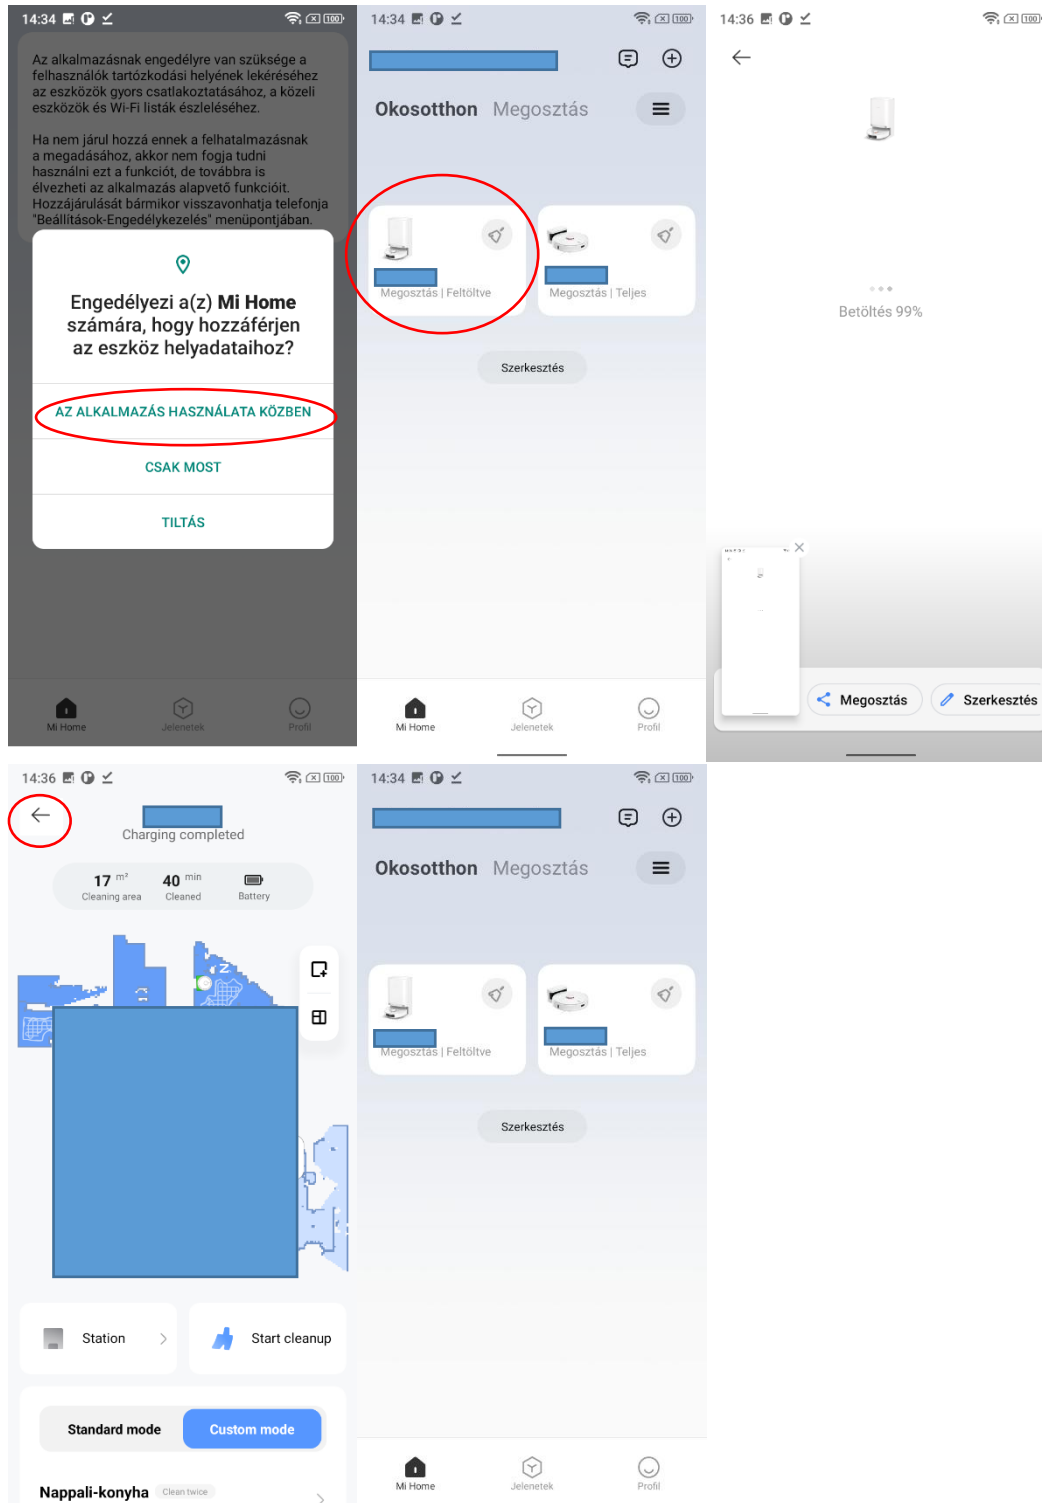 14:34
100
Az alkalmazásnak engedélyre van szüksége a
felhasználók tartózkodási helyének lekéréséhez
az eszközök gyors csatlakoztatásához, a közeli
eszközök és Wi-Fi listák észleléséhez.
Ha nem járul hozzá ennek a felhatalmazásnak
a megadásához, akkor nem fogja tudni
használni ezt a funkciót, de továbbra is
élvezheti az alkalmazás alapvető funkcióit.
Hozzájárulását bármikor visszavonhatja telefonja
"Beállítások-Engedélykezelés" menüpontjában.
Engedélyezi a(z) Mi Home
számára, hogy hozzáférjen
az eszköz helyadataihoz?
AZ ALKALMAZÁS HASZNÁLATA KÖZBEN
CSAK MOST
TILTÁS
Mi Home Jelenetek Profil
14:34
100
Okosotthon Megosztás
Megosztás | Feltöltve
Megosztás | Teljes
Szerkesztés
Mi Home Jelenetek Profil
14:36
100
Betöltés 99%
Megosztás
Szerkesztés
14:36
100
Charging completed
17 m² 40 min
Cleaning area Cleaned Battery
Station
Start cleanup
Standard mode Custom mode
Nappali-konyha Clean twice
14:34
100
Okosotthon Megosztás
Megosztás | Feltöltve
Megosztás | Teljes
Szerkesztés
Mi Home Jelenetek Profil